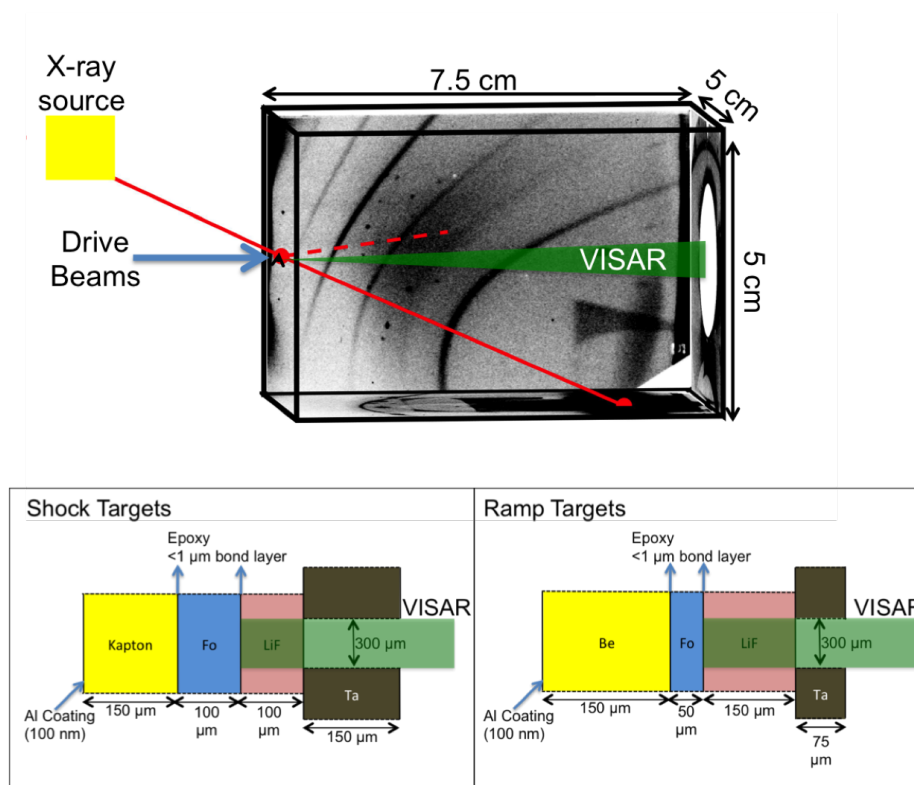 X-ray
source
7.5 cm
5 cm
Drive
Beams
VISAR
5 cm
Shock Targets
Epoxy
<1 µm bond layer
VISAR
Kapton
Fo
LiF
300 µm
Ta
Al Coating
(100 nm)
150 µm
100
µm
100
µm
150 µm
Ramp Targets
Epoxy
<1 µm bond layer
VISAR
Be
Fo
LiF
300 µm
Ta
Al Coating
(100 nm)
150 µm
50
µm
150 µm
75
µm